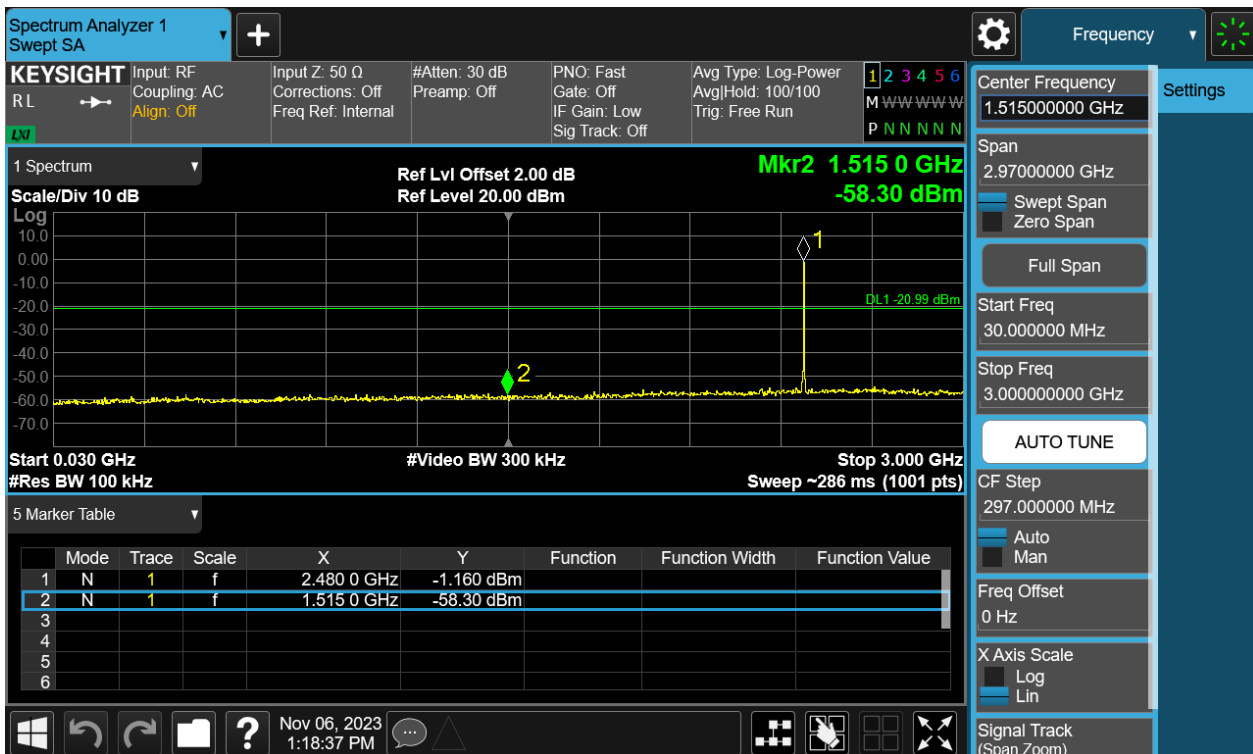 Spectrum Analyzer 1
Swept SA
+
Frequency
KEYSIGHT
R L
LXI
Input: RF
Coupling: AC
Align: Off
Input Z: 50 Ω
Corrections: Off
Freq Ref: Internal
#Atten: 30 dB
Preamp: Off
PNO: Fast
Gate: Off
IF Gain: Low
Sig Track: Off
Avg Type: Log-Power
Avg|Hold: 100/100
Trig: Free Run
1 2 3 4 5 6
M W W W W W
P N N N N N
Center Frequency
1.515000000 GHz
Settings
1 Spectrum
Ref Lvl Offset 2.00 dB
Mkr2 1.515 0 GHz
Scale/Div 10 dB
Ref Level 20.00 dBm
-58.30 dBm
Log
10.0
0.00
-10.0
-20.0
-30.0
-40.0
-50.0
-60.0
-70.0
1
DL1 -20.99 dBm
2
Start 0.030 GHz
#Video BW 300 kHz
Stop 3.000 GHz
#Res BW 100 kHz
Sweep ~286 ms (1001 pts)
Span
2.97000000 GHz
Swept Span
Zero Span
Full Span
Start Freq
30.000000 MHz
Stop Freq
3.000000000 GHz
AUTO TUNE
CF Step
297.000000 MHz
Auto
Man
Freq Offset
0 Hz
X Axis Scale
Log
Lin
Signal Track
(Span Zoom)
5 Marker Table
Mode Trace Scale X Y Function Function Width Function Value
1 N 1 f 2.480 0 GHz -1.160 dBm
2 N 1 f 1.515 0 GHz -58.30 dBm
3
4
5
6
?
Nov 06, 2023
1:18:37 PM